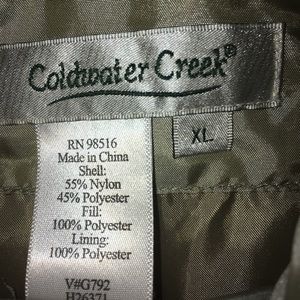 Coldwater Creek®
XL
RN 98516
Made in China
Shell:
55% Nylon
45% Polyester
Fill:
100% Polyester
Lining:
100% Polyester
V#G792
H26371